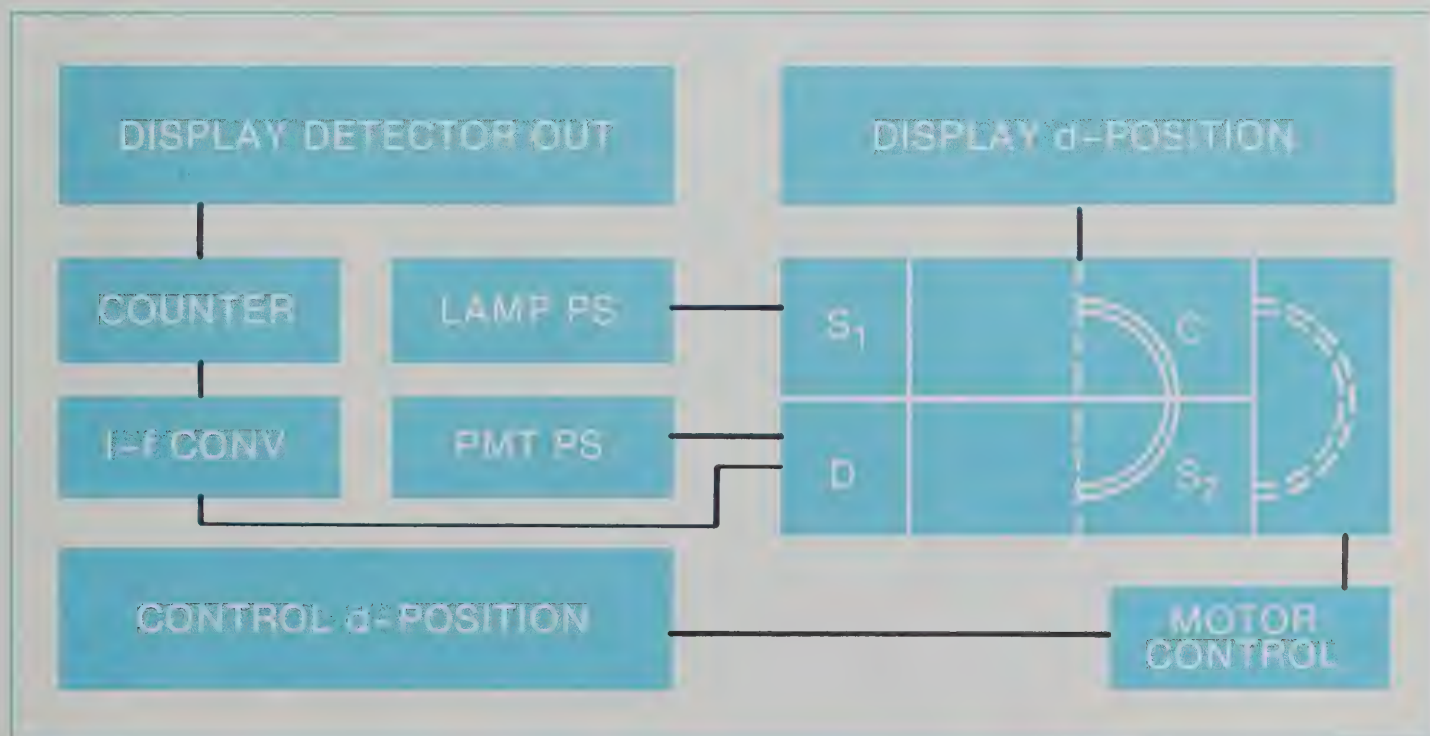 DISPLAY DETECTOR OUT
DISPLAY d-POSITION
COUNTER
LAMP PS
S1
C
I-f CONV
PMT PS
D
S2
CONTROL d-POSITION
MOTOR
CONTROL